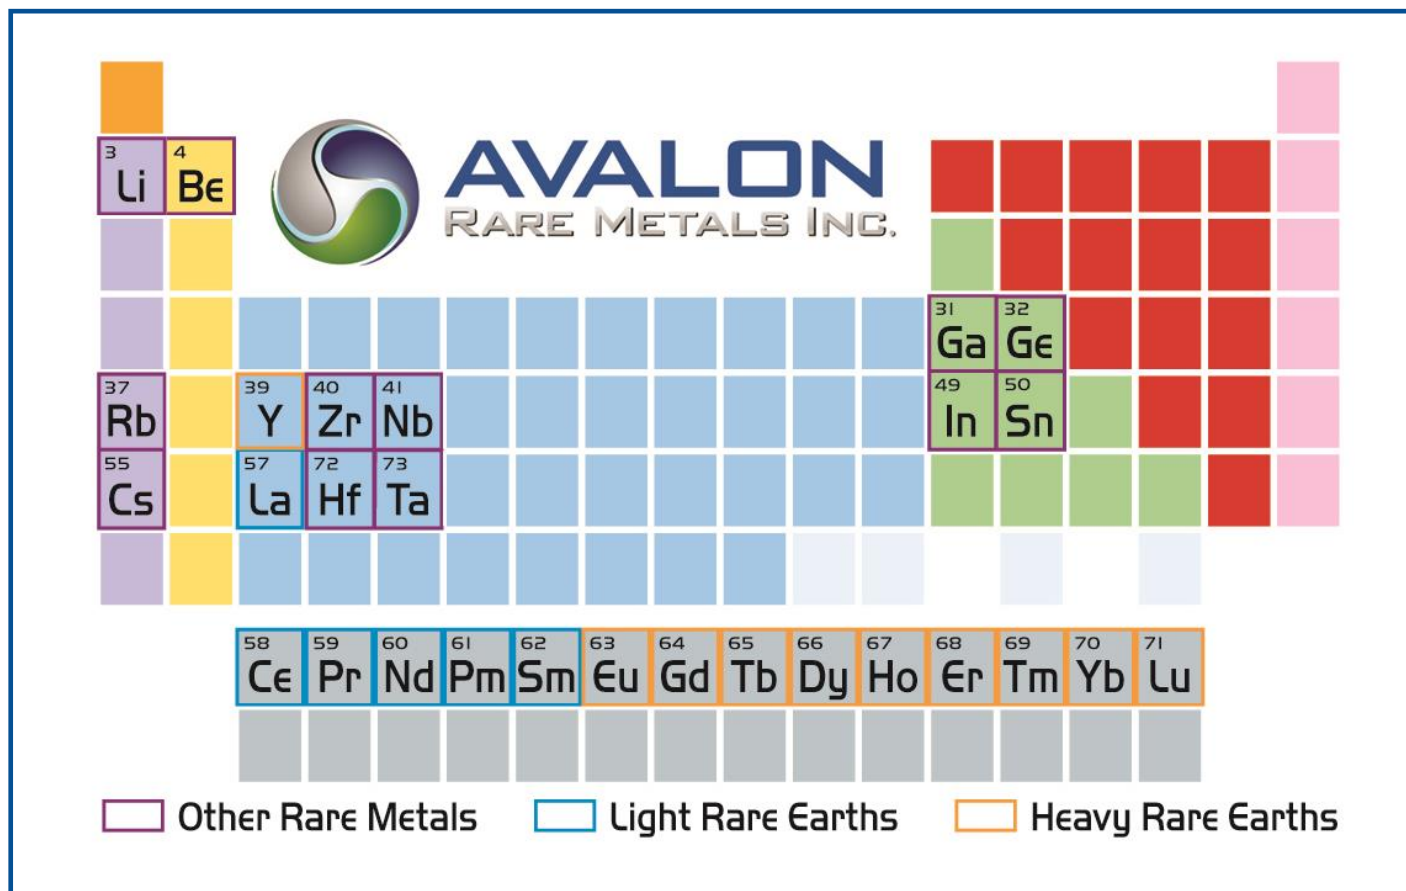 AVALON
RARE METALS INC.
3 4
Li Be
31 32
Ga Ge
37 39 40 41 49 50
Rb Y Zr Nb In Sn
55 57 72 73
Cs La Hf Ta
58 59 60 61 62 63 64 65 66 67 68 69 70 71
Ce Pr Nd Pm Sm Eu Gd Tb Dy Ho Er Tm Yb Lu
Other Rare Metals Light Rare Earths Heavy Rare Earths